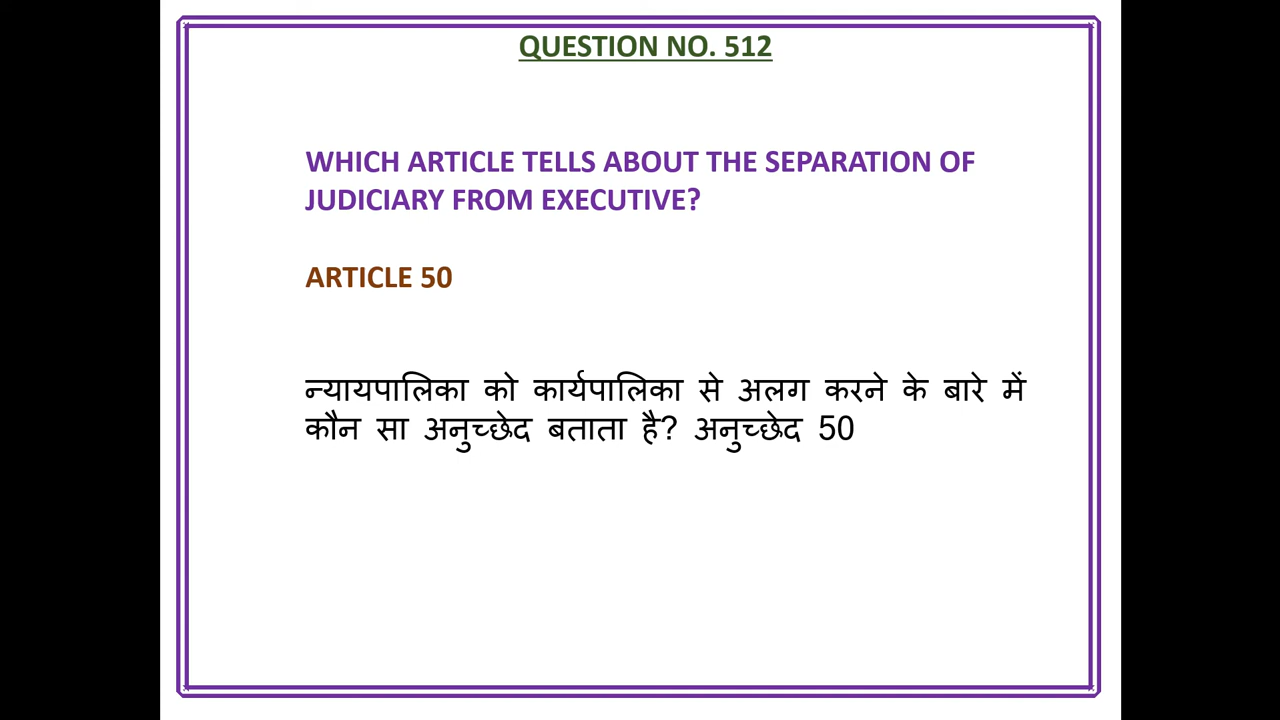 QUESTION NO. 512
WHICH ARTICLE TELLS ABOUT THE SEPARATION OF
JUDICIARY FROM EXECUTIVE?
ARTICLE 50
न्यायपालिका को कार्यपालिका से अलग करने के बारे में
कौन सा अनुच्छेद बताता है? अनुच्छेद 50